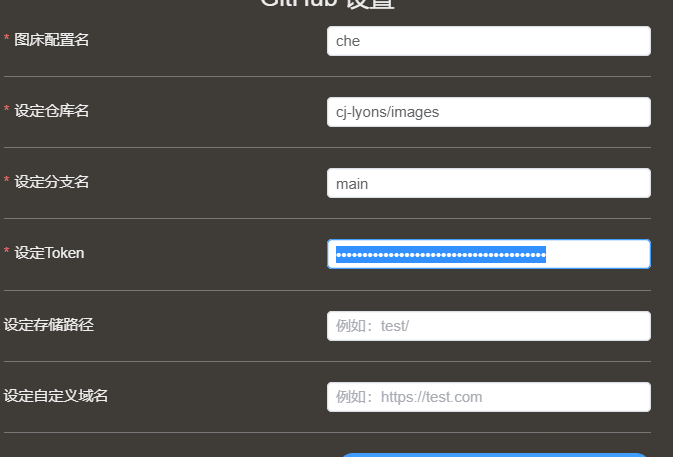 GitHub 设置
* 图床配置名
che
* 设定仓库名
cj-lyons/images
* 设定分支名
main
* 设定Token
••••••••••••••••••••••••••••••••••••••••
设定存储路径
例如：test/
设定自定义域名
例如：https://test.com